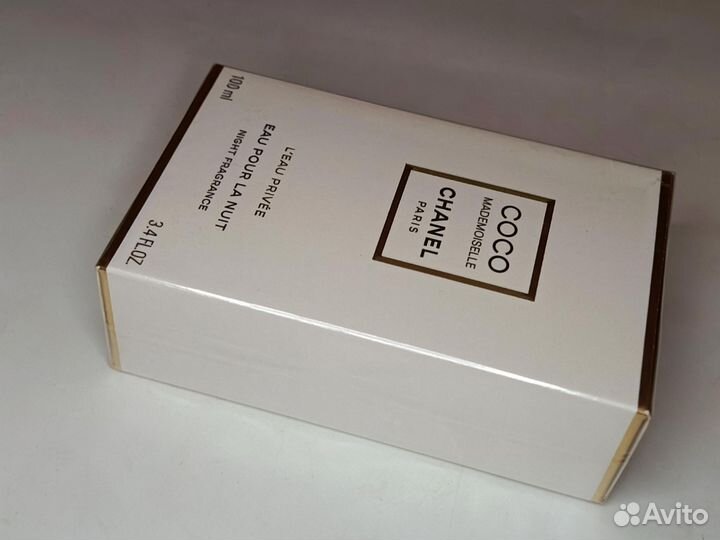 COCO
MADEMOISELLE
CHANEL
PARIS
L'EAU PRIVÉE
EAU POUR LA NUIT
NIGHT FRAGRANCE
100 ml
3.4 FL.OZ
Avito